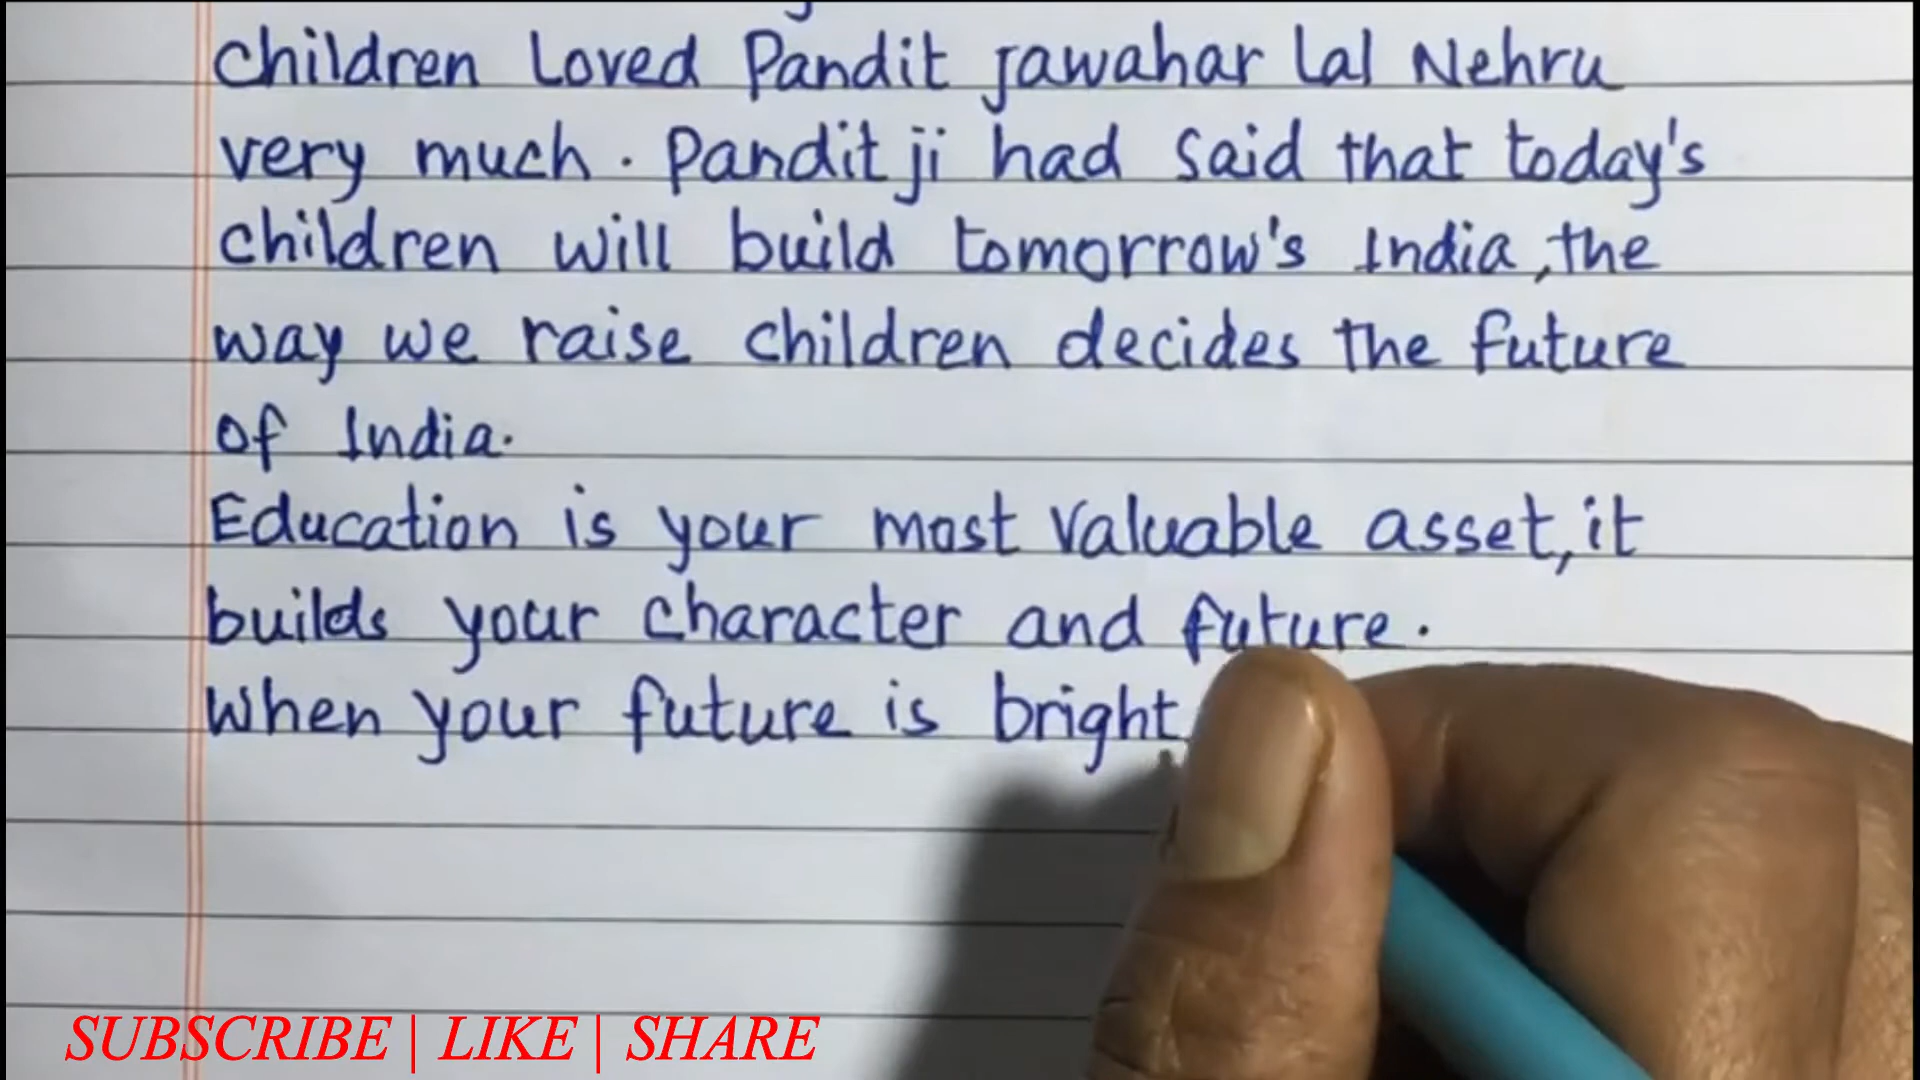 children Loved Pandit Jawahar Lal Nehru
very much. Panditji had said that today's
children will build tomorrow's India, the
way we raise children decides the future
of India.
Education is your most valuable asset, it
builds your character and future.
When your future is bright,
SUBSCRIBE | LIKE | SHARE